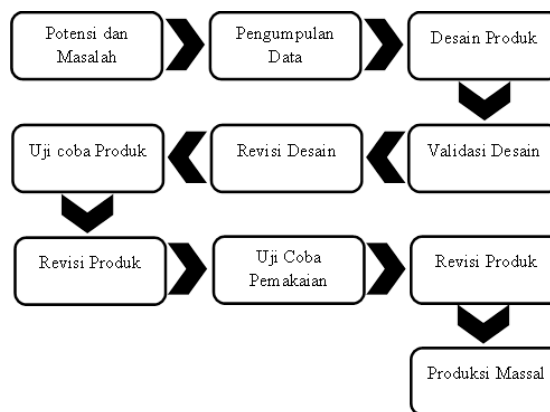 Potensi dan
Masalah
Pengumpulan
Data
Desain Produk
Validasi Desain
Revisi Desain
Uji coba Produk
Revisi Produk
Uji Coba
Pemakaian
Revisi Produk
Produksi Massal